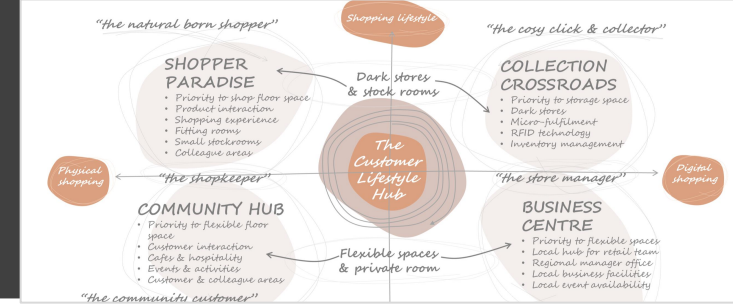 Shopping lifestyle
"the natural born shopper"
"the cosy click & collector"
SHOPPER
PARADISE
• Priority to shop floor space
• Product interaction
• Shopping experience
• Fitting rooms
• Small stockrooms
• Colleague areas
Dark stores
& stock rooms
COLLECTION
CROSSROADS
• Priority to storage space
• Dark stores
• Micro-fulfilment
• RFID technology
• Inventory management
The
Customer
Lifestyle
Hub
Physical
shopping
Digital
shopping
"the shopkeeper"
"the store manager"
COMMUNITY HUB
• Priority to flexible floor
space
• Customer interaction
• Cafes & hospitality
• Events & activities
• Customer & colleague areas
Flexible spaces
& private room
BUSINESS
CENTRE
• Priority to flexible spaces
• Local hub for retail team
• Regional manager office
• Local business facilities
• Local event availability
"the community customer"